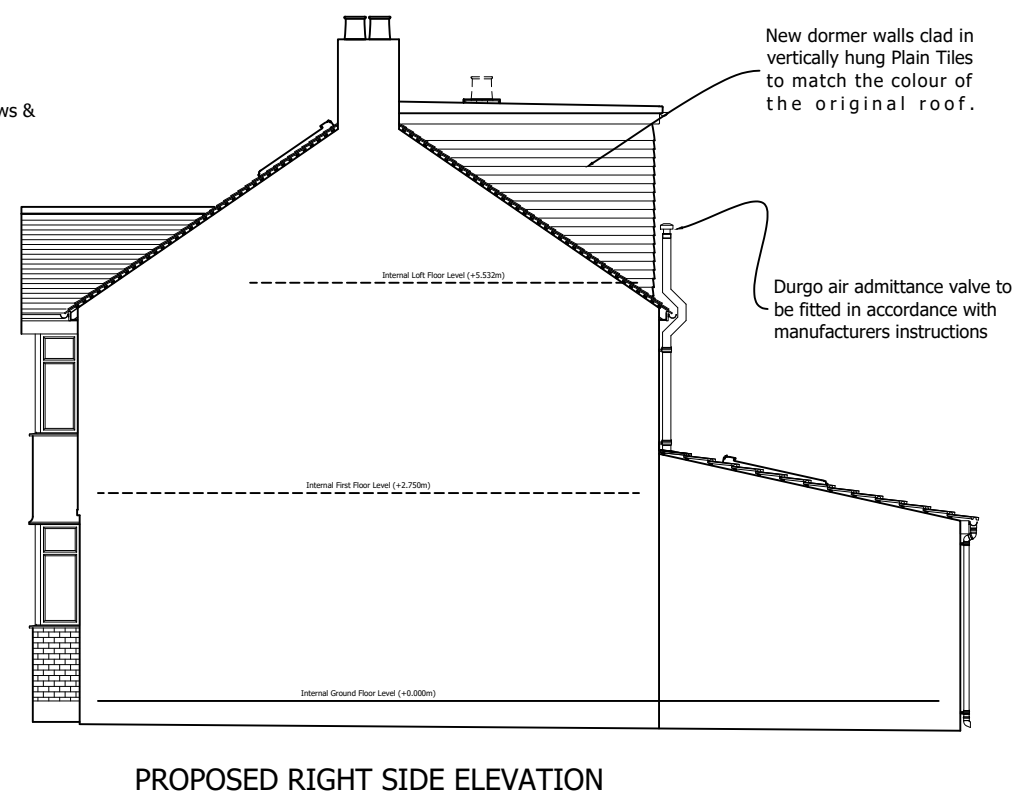 ws &
New dormer walls clad in
vertically hung Plain Tiles
to match the colour of
the original roof.
Durgo air admittance valve to
be fitted in accordance with
manufacturers instructions
Internal Loft Floor Level (+5.532m)
Internal First Floor Level (+2.750m)
Internal Ground Floor Level (+0.000m)
PROPOSED RIGHT SIDE ELEVATION